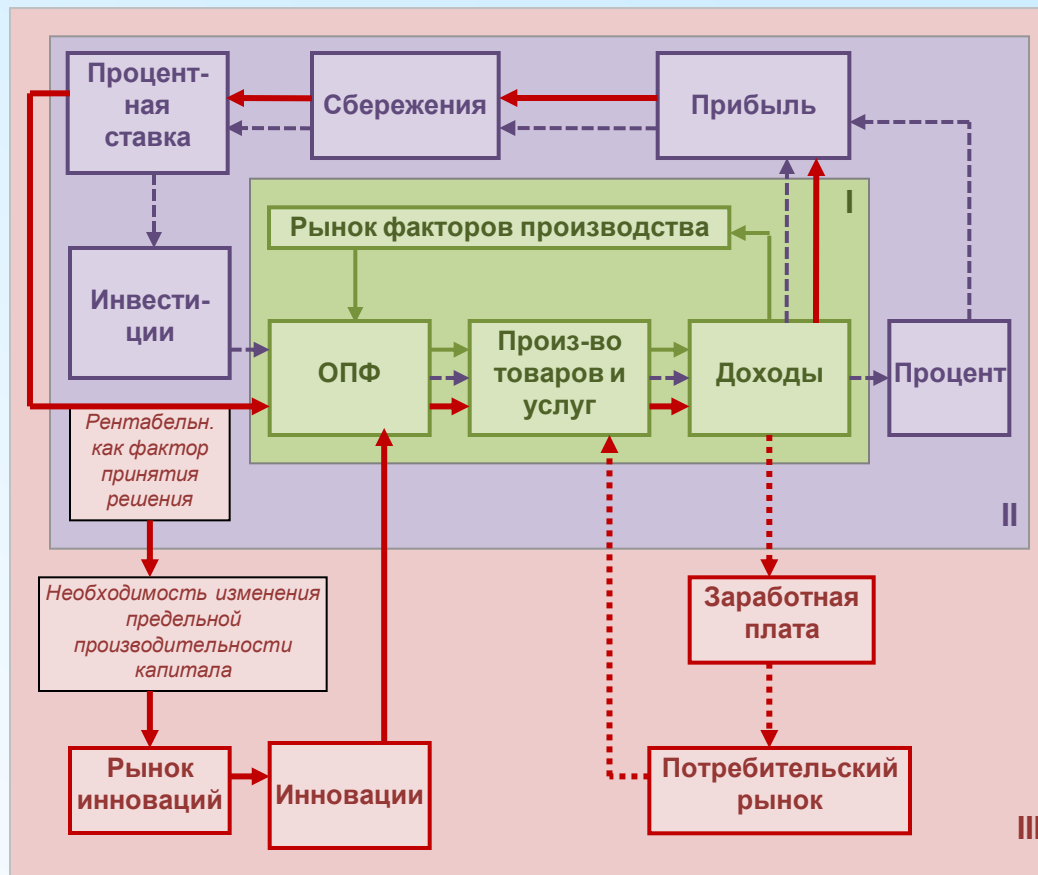 Процент-
ная
ставка
Сбережения
Прибыль
I
Рынок факторов производства
Инвести-
ции
ОПФ
Произ-во
товаров и
услуг
Доходы
Процент
Рентабельн.
как фактор
принятия
решения
II
Необходимость изменения
предельной
производительности
капитала
Заработная
плата
Рынок
инноваций
Инновации
Потребительский
рынок
III